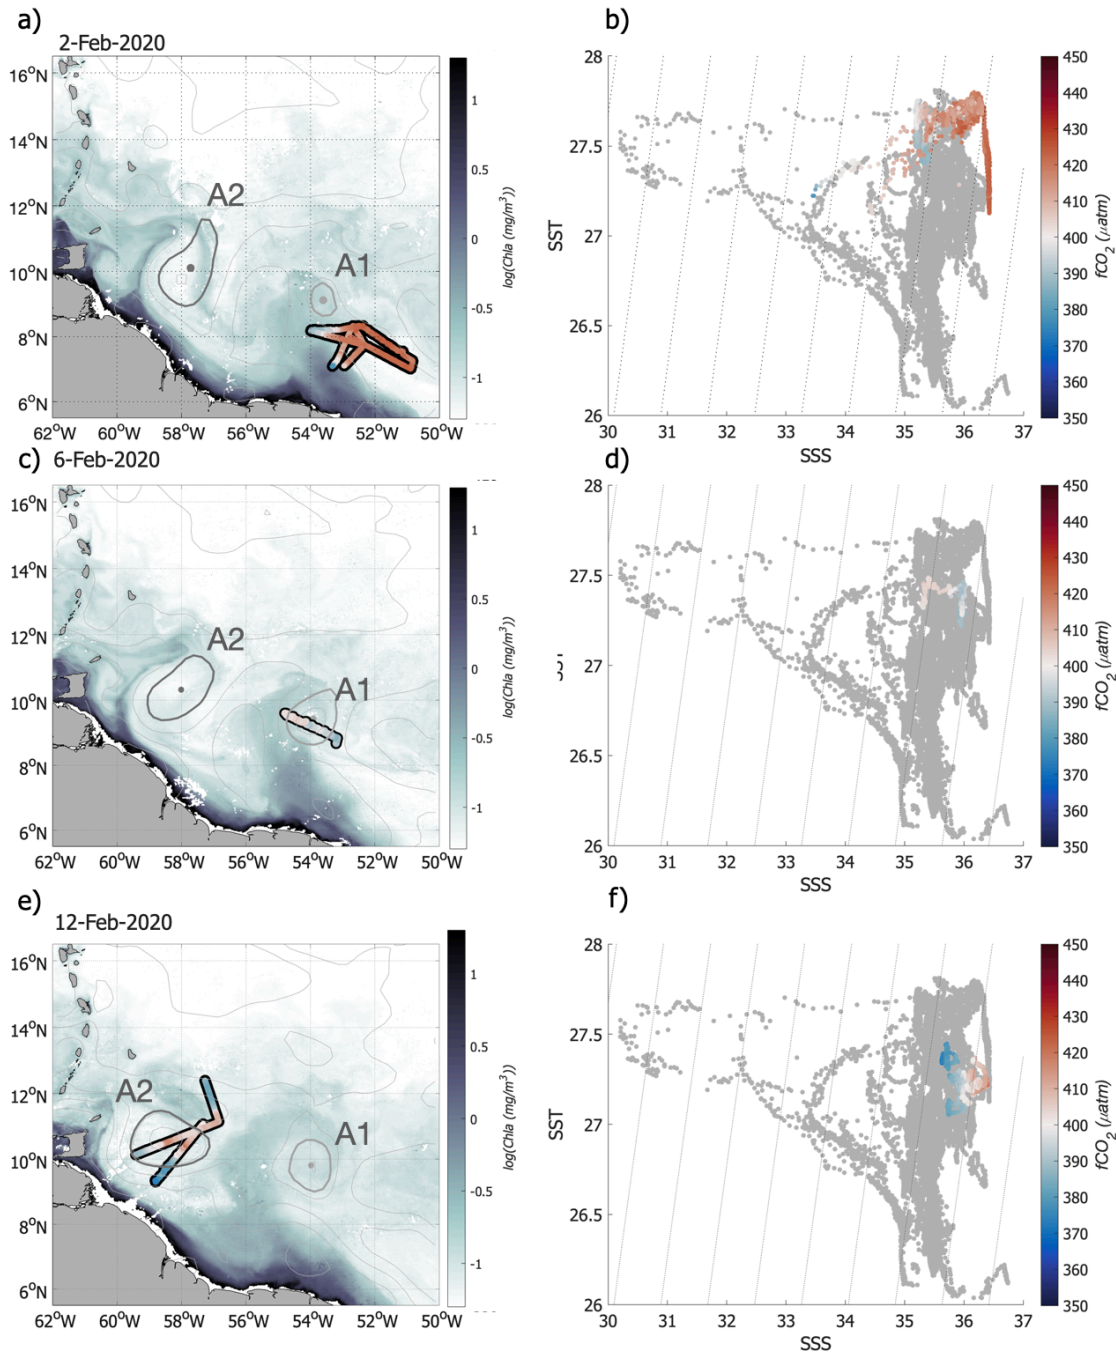 a)
2-Feb-2020
16°N
14°N
12°N
10°N
8°N
6°N
62°W 60°W 58°W 56°W 54°W 52°W 50°W
A2
A1
1
0.5
0
-0.5
-1
log(Chla (mg/m³))
b)
28
27.5
27
26.5
26
SST
30 31 32 33 34 35 36 37
SSS
450
440
430
420
410
400
390
380
370
360
350
fCO₂ (µatm)
c)
6-Feb-2020
16°N
14°N
12°N
10°N
8°N
6°N
62°W 60°W 58°W 56°W 54°W 52°W 50°W
A2
A1
1
0.5
0
-0.5
-1
log(Chla (mg/m³))
d)
28
27.5
27
26.5
26
30 31 32 33 34 35 36 37
SSS
450
440
430
420
410
400
390
380
370
360
350
fCO₂ (µatm)
e)
12-Feb-2020
16°N
14°N
12°N
10°N
8°N
6°N
62°W 60°W 58°W 56°W 54°W 52°W 50°W
A2
A1
1
0.5
0
-0.5
-1
log(Chla (mg/m³))
f)
28
27.5
27
26.5
26
SST
30 31 32 33 34 35 36 37
SSS
450
440
430
420
410
400
390
380
370
360
350
fCO₂ (µatm)